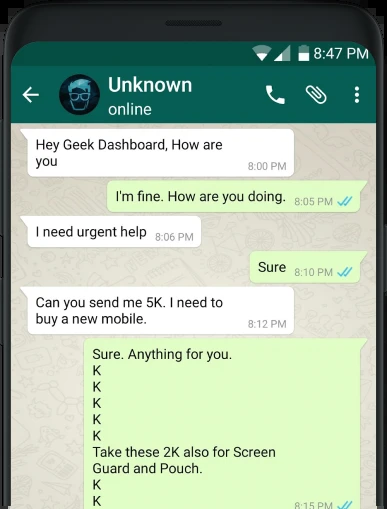 8:47 PM
Unknown
online
Hey Geek Dashboard, How are
you
8:00 PM
I'm fine. How are you doing.
8:05 PM
I need urgent help
8:06 PM
Sure
8:10 PM
Can you send me 5K. I need to
buy a new mobile.
8:12 PM
Sure. Anything for you.
K
K
K
K
K
Take these 2K also for Screen
Guard and Pouch.
K
K
8:15 PM